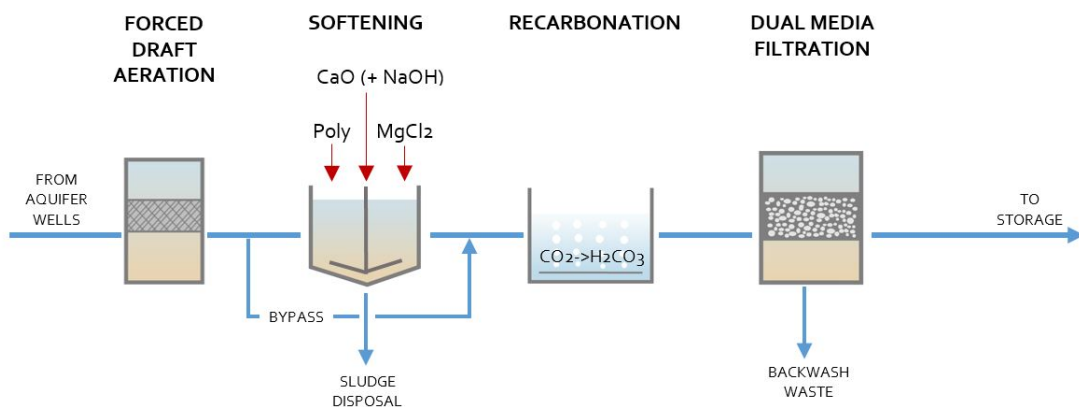 FORCED
DRAFT
AERATION
SOFTENING
RECARBONATION
DUAL MEDIA
FILTRATION
CaO (+ NaOH)
Poly
MgCl2
FROM
AQUIFER
WELLS
TO
STORAGE
CO2->H2CO3
BYPASS
SLUDGE
DISPOSAL
BACKWASH
WASTE